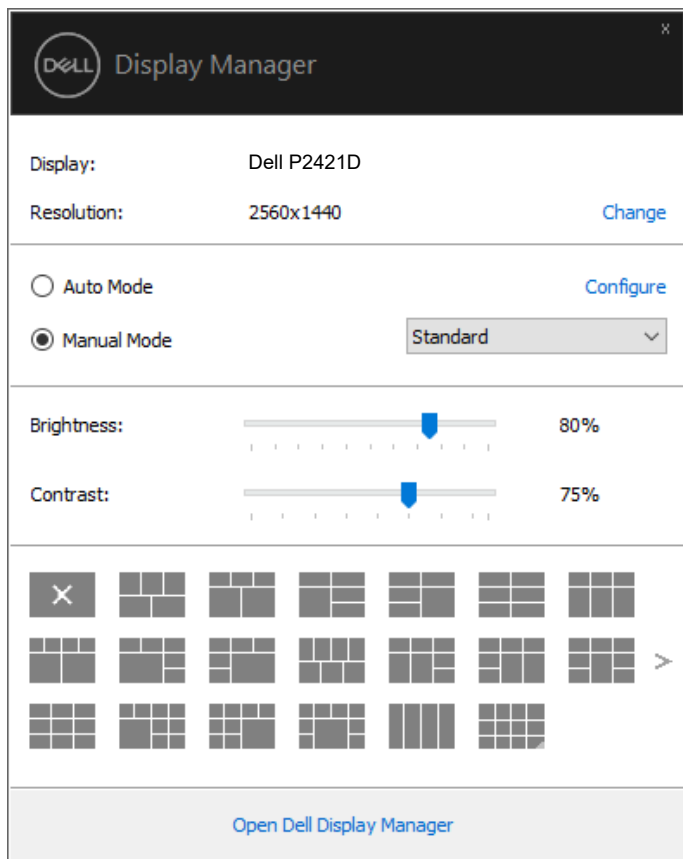 x
DELL Display Manager
Display: Dell P2421D
Resolution: 2560x1440 Change
Auto Mode Configure
Manual Mode Standard
Brightness: 80%
Contrast: 75%
>
Open Dell Display Manager